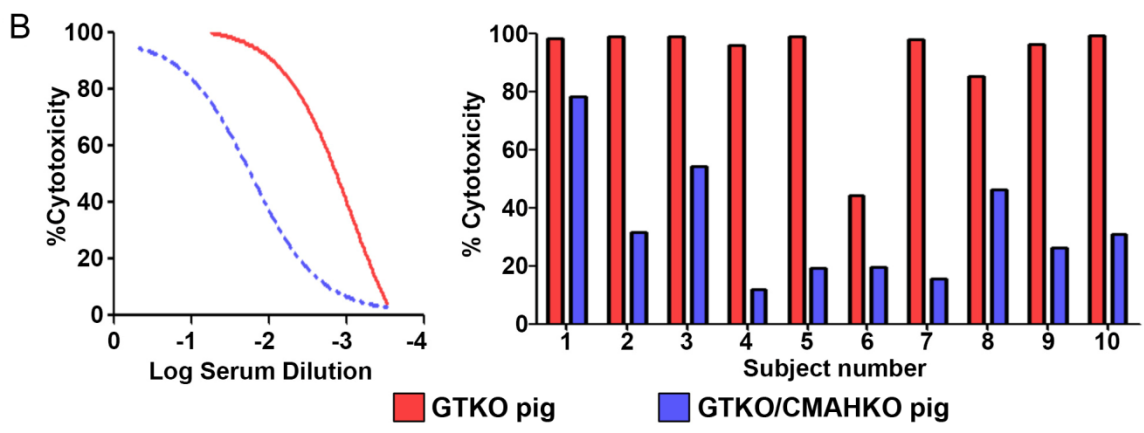 B
%Cytotoxicity
100
80
60
40
20
0
0 -1 -2 -3 -4
Log Serum Dilution
% Cytotoxicity
100
80
60
40
20
0
1 2 3 4 5 6 7 8 9 10
Subject number
GTKO pig GTKO/CMAHKO pig